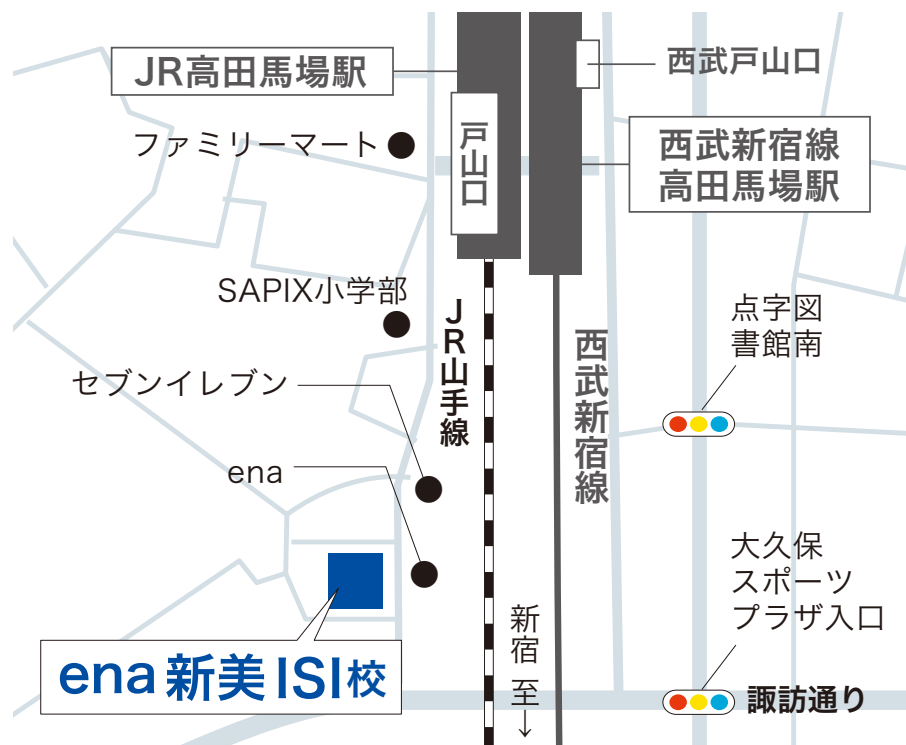 JR高田馬場駅
西武戸山口
ファミリーマート
戸山口
西武新宿線
高田馬場駅
SAPIX小学部
JR山手線
点字図
書館南
西武新宿線
セブンイレブン
ena
大久保
スポーツ
プラザ入口
新宿 至↓
ena 新美 ISI校
諏訪通り